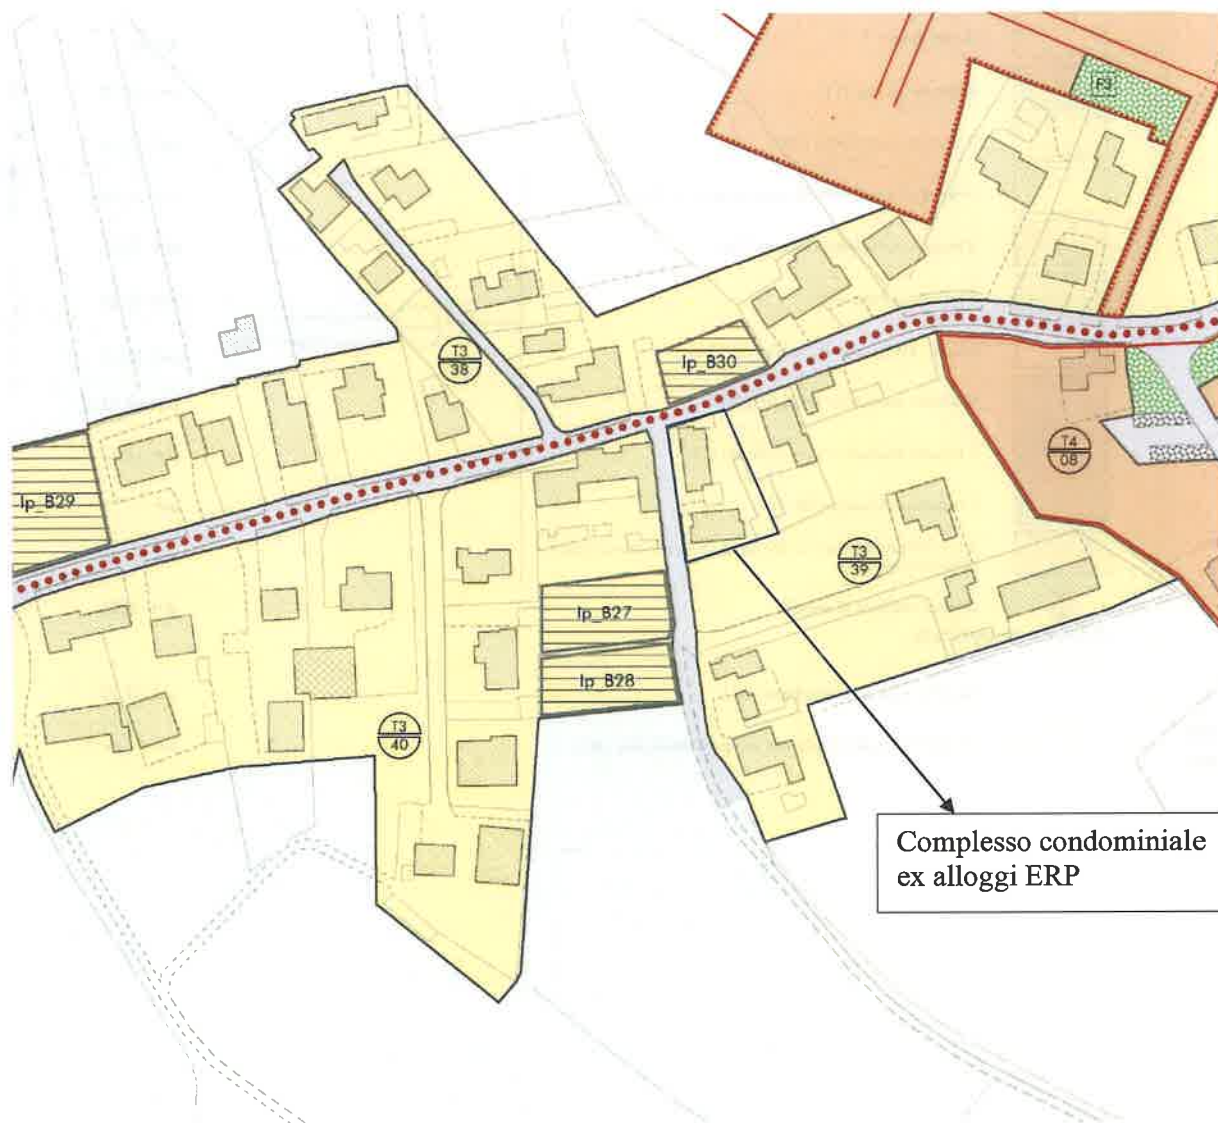 F3
T3
38
Ip_B30
T4
08
Ip_B29
T3
39
Ip_B27
Ip_B28
T3
40
Complesso condominiale
ex alloggi ERP